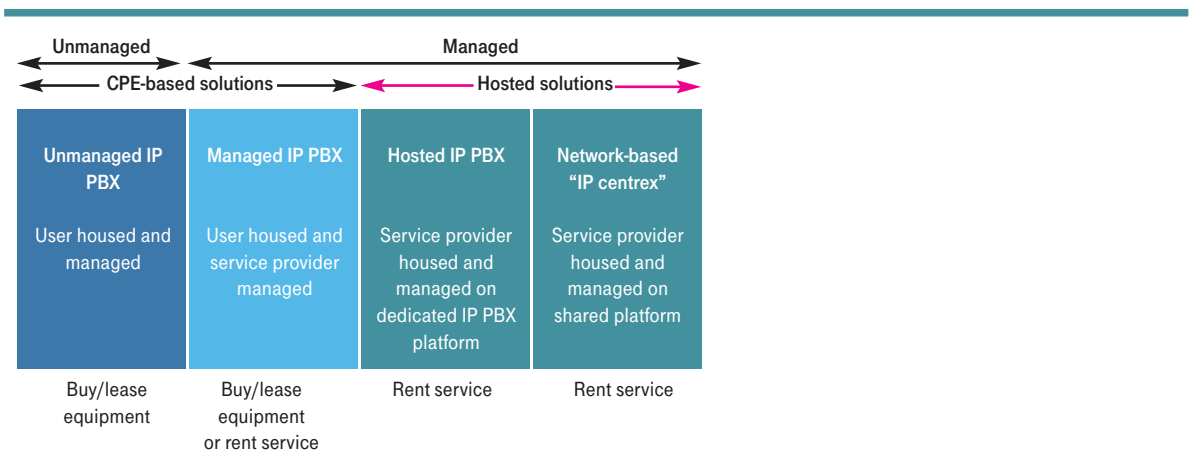 Unmanaged
Managed
CPE-based solutions
Hosted solutions
Unmanaged IP
PBX
User housed and
managed
Managed IP PBX
User housed and
service provider
managed
Hosted IP PBX
Service provider
housed and
managed on
dedicated IP PBX
platform
Network-based
“IP centrex”
Service provider
housed and
managed on
shared platform
Buy/lease
equipment
Buy/lease
equipment
or rent service
Rent service
Rent service